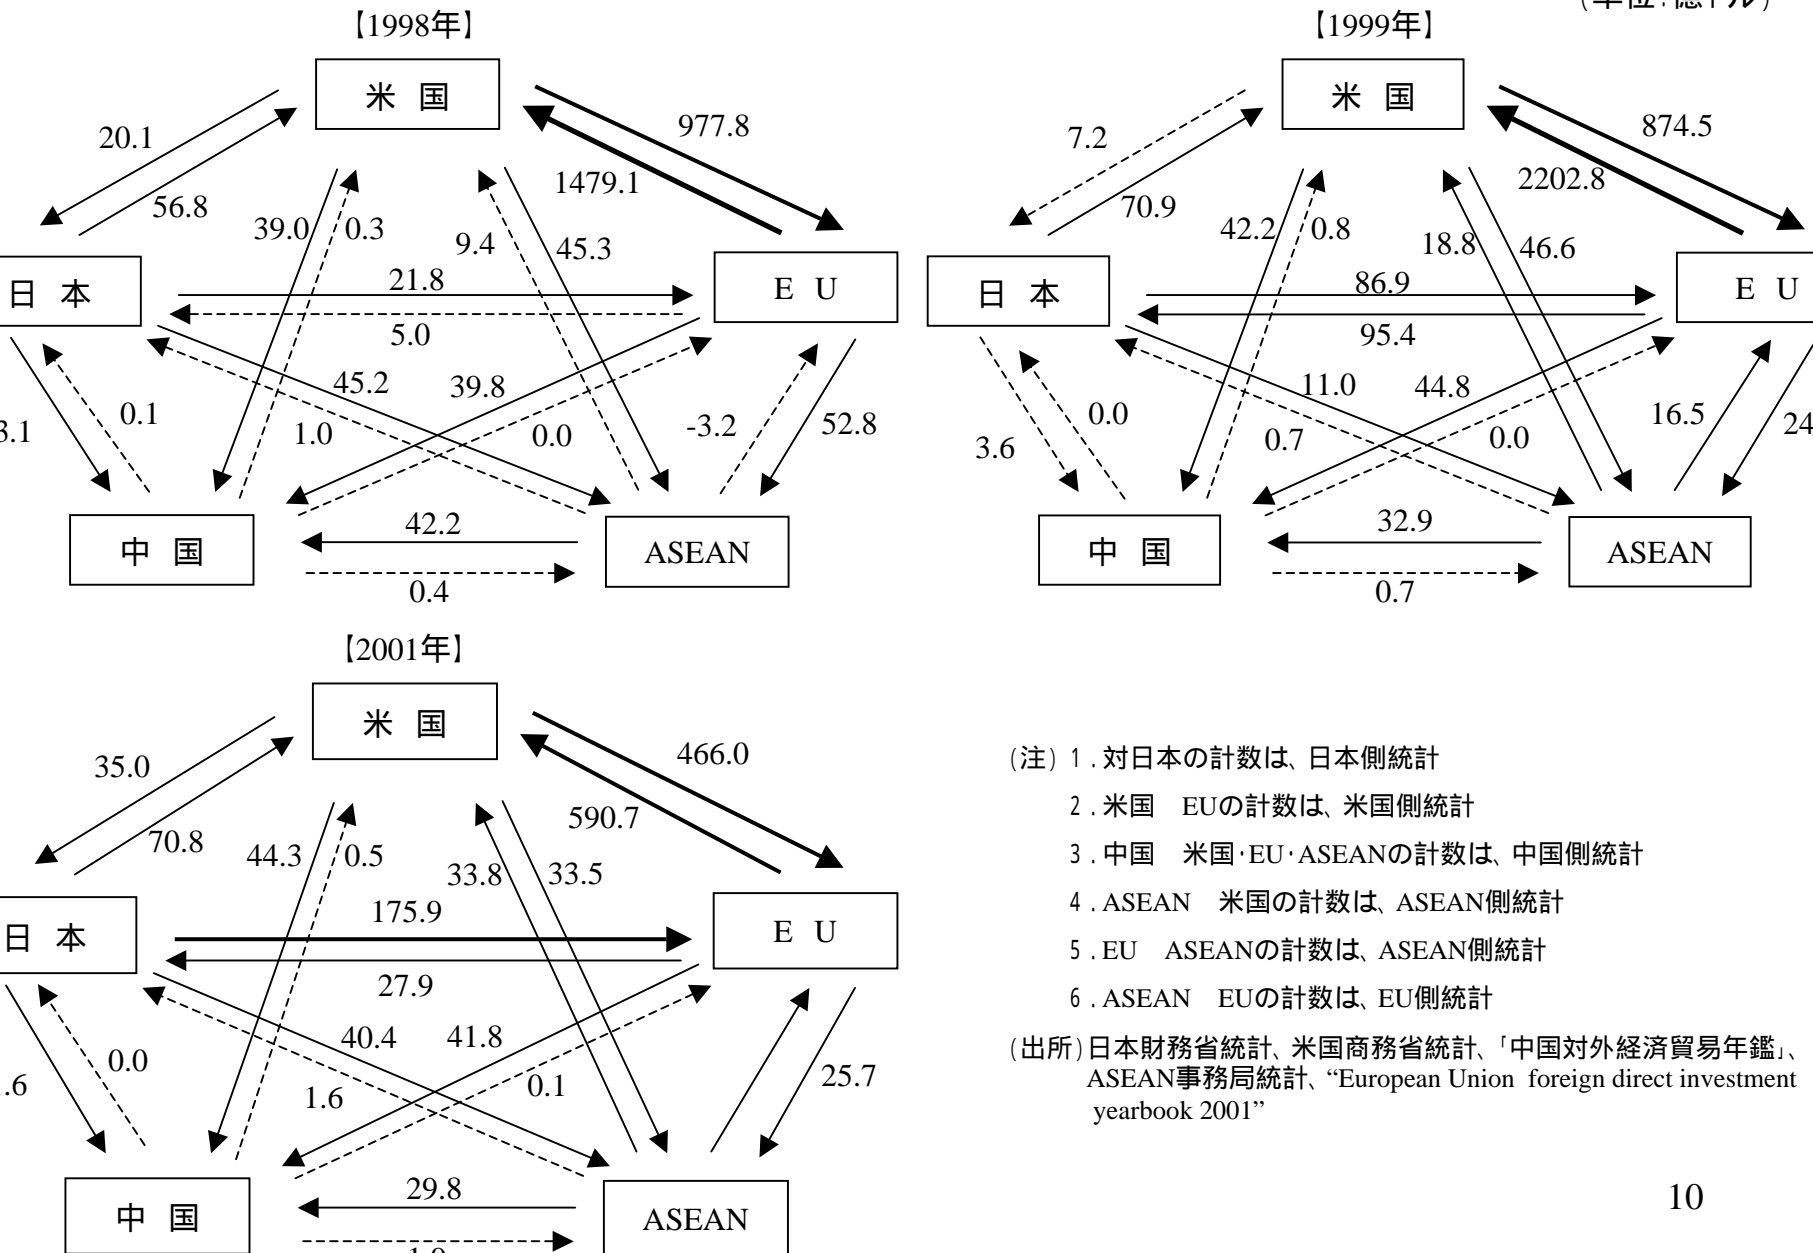 (単位:億ドル)
【1998年】
米 国
20.1
977.8
1479.1
56.8
39.0
0.3
9.4
45.3
日 本
21.8
E U
5.0
45.2
39.8
0.1
1.0
0.0
-3.2
52.8
42.2
中 国
ASEAN
0.4
【1999年】
米 国
7.2
874.5
2202.8
70.9
42.2
0.8
18.8
46.6
日 本
86.9
E U
95.4
11.0
44.8
0.0
16.5
3.6
0.7
0.0
32.9
中 国
ASEAN
0.7
【2001年】
米 国
35.0
466.0
590.7
70.8
44.3
0.5
33.8
33.5
日 本
175.9
E U
27.9
40.4
41.8
0.0
0.1
25.7
1.6
29.8
中 国
ASEAN
(注) 1.対日本の計数は、日本側統計
2.米国 EUの計数は、米国側統計
3.中国 米国・EU・ASEANの計数は、中国側統計
4.ASEAN 米国の計数は、ASEAN側統計
5.EU ASEANの計数は、ASEAN側統計
6.ASEAN EUの計数は、EU側統計
(出所)日本財務省統計、米国商務省統計、「中国対外経済貿易年鑑」、
ASEAN事務局統計、“European Union foreign direct investment
yearbook 2001”
10